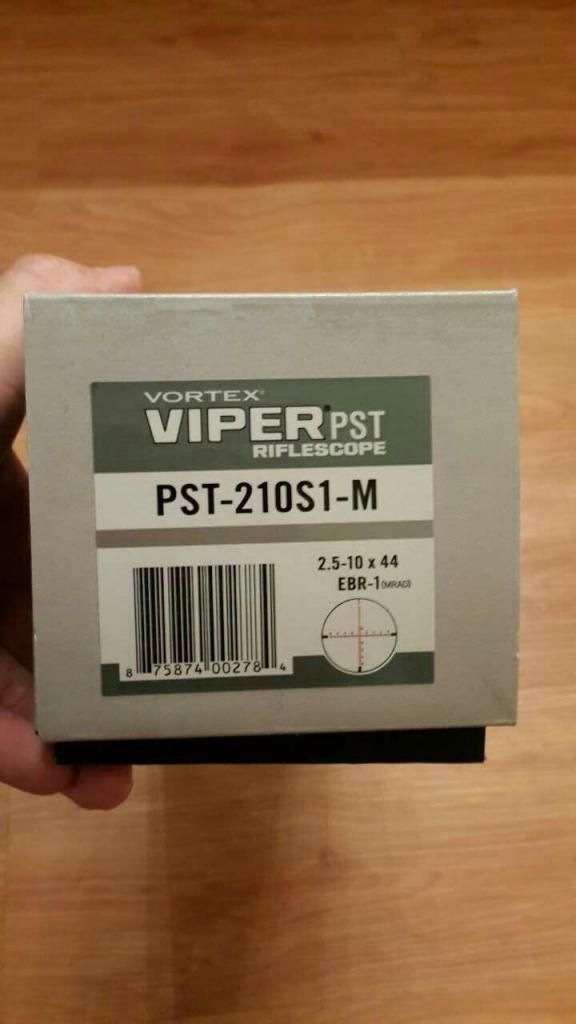 VORTEX®
VIPER® PST
RIFLESCOPE
PST-210S1-M
2.5-10 x 44
EBR-1 (MRAD)
8 75874 00278 4